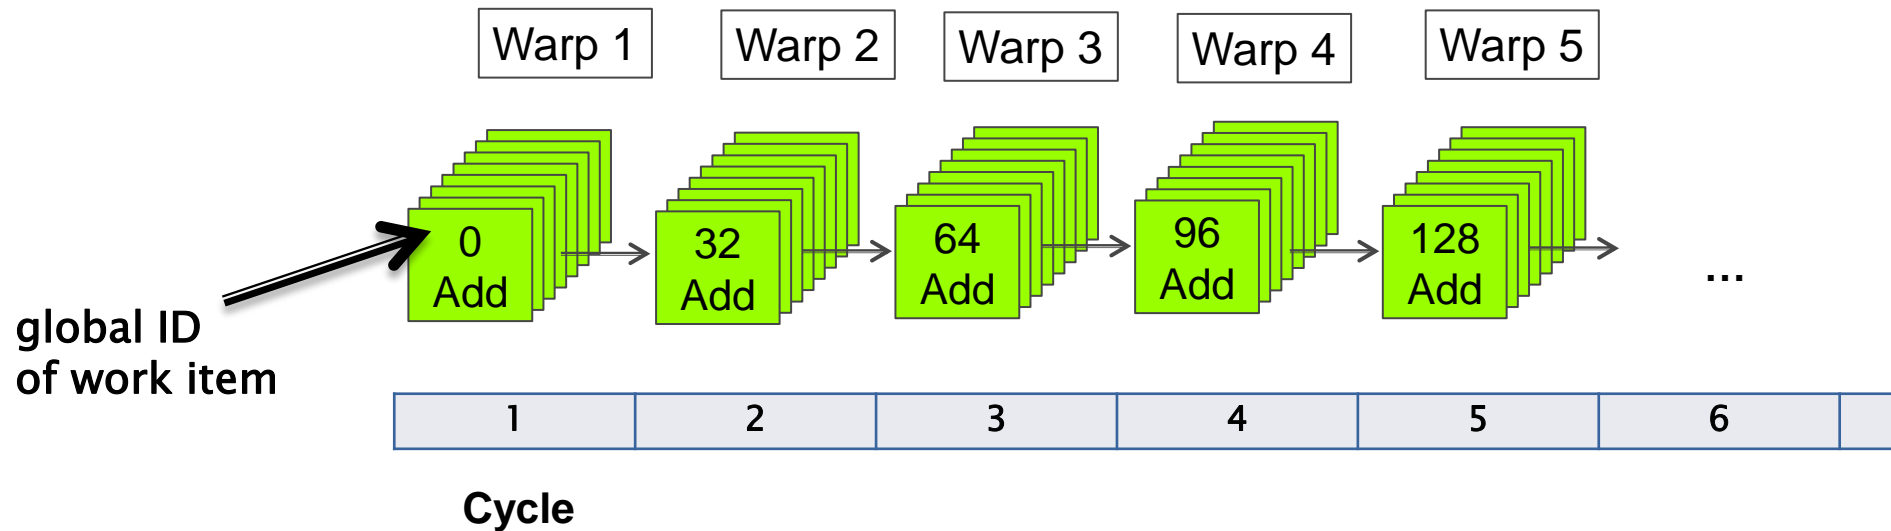 Warp 1
Warp 2
Warp 3
Warp 4
Warp 5
0
Add
32
Add
64
Add
96
Add
128
Add
...
global ID
of work item
1
2
3
4
5
6
Cycle